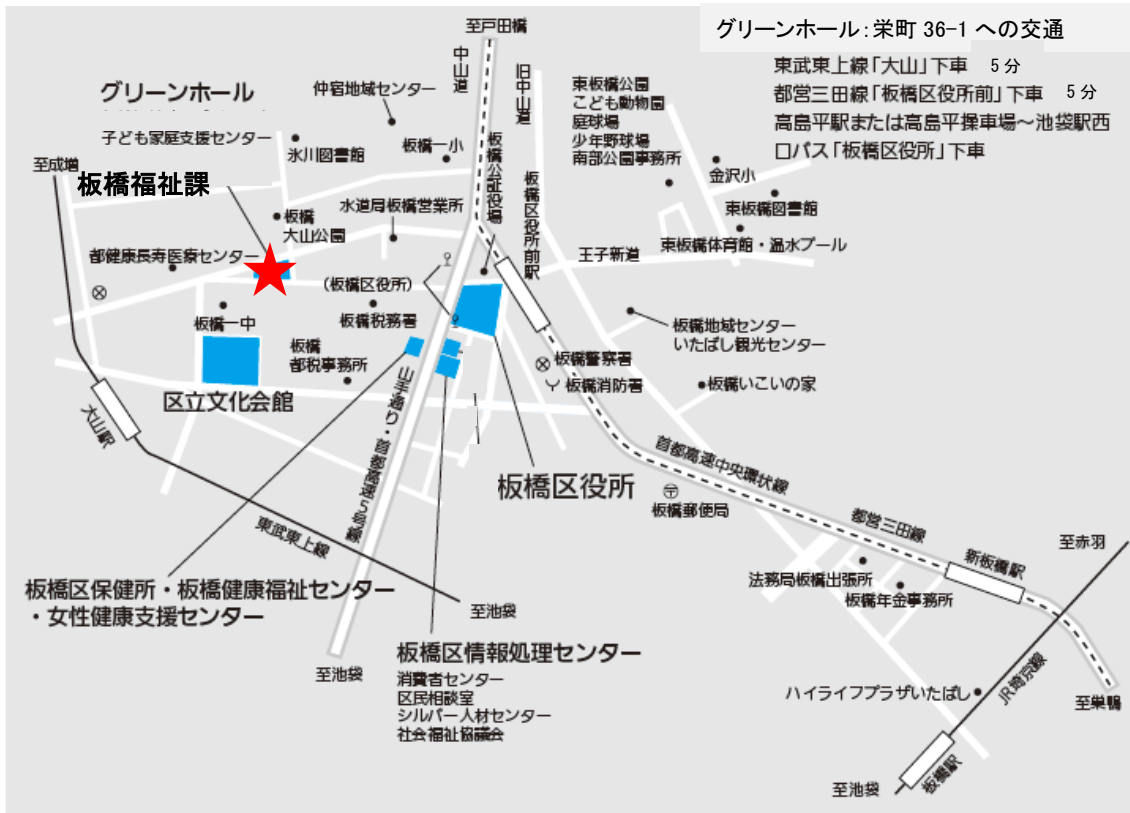 グリーンホール：栄町 36-1 への交通
東武東上線「大山」下車 5分
都営三田線「板橋区役所前」下車 5分
高島平駅または高島平操車場～池袋駅西
口バス「板橋区役所」下車
至戸田橋
中山道
旧中山道
グリーンホール
仲宿地域センター
東板橋公園
こども動物園
庭球場
少年野球場
南部公園事務所
子ども家庭支援センター
氷川図書館
板橋一小
板橋公証役場
板橋区役所前駅
金沢小
至成増
板橋福祉課
東板橋図書館
板橋
大山公園
水道局板橋営業所
東板橋体育館・温水プール
王子新道
都健康長寿医療センター
（板橋区役所）
板橋一中
板橋税務署
板橋地域センター
いたばし観光センター
板橋
都税事務所
板橋警察署
板橋消防署
板橋いこいの家
区立文化会館
大山駅
山手通り・首都高速5号線
首都高速中央環状線
板橋区役所
板橋郵便局
都営三田線
東武東上線
新板橋駅
至赤羽
法務局板橋出張所
板橋年金事務所
板橋区保健所・板橋健康福祉センター
・女性健康支援センター
至池袋
板橋区情報処理センター
消費者センター
区民相談室
シルバー人材センター
社会福祉協議会
至池袋
JR埼京線
ハイライフプラザいたばし
至巣鴨
板橋駅
至池袋